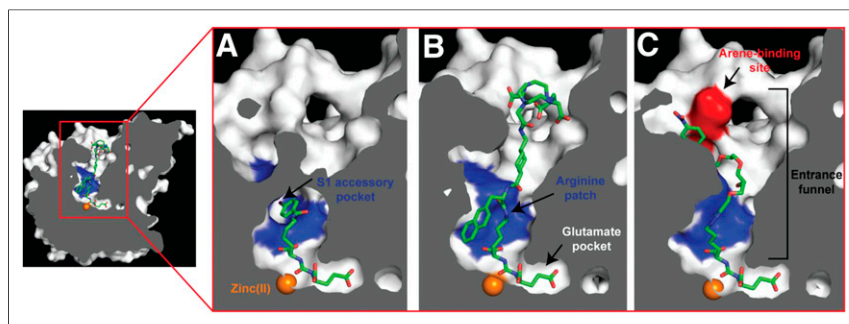 A
B
C
Arene-binding
site
S1 accessory
pocket
Arginine
patch
Entrance
funnel
Glutamate
pocket
Zinc(II)